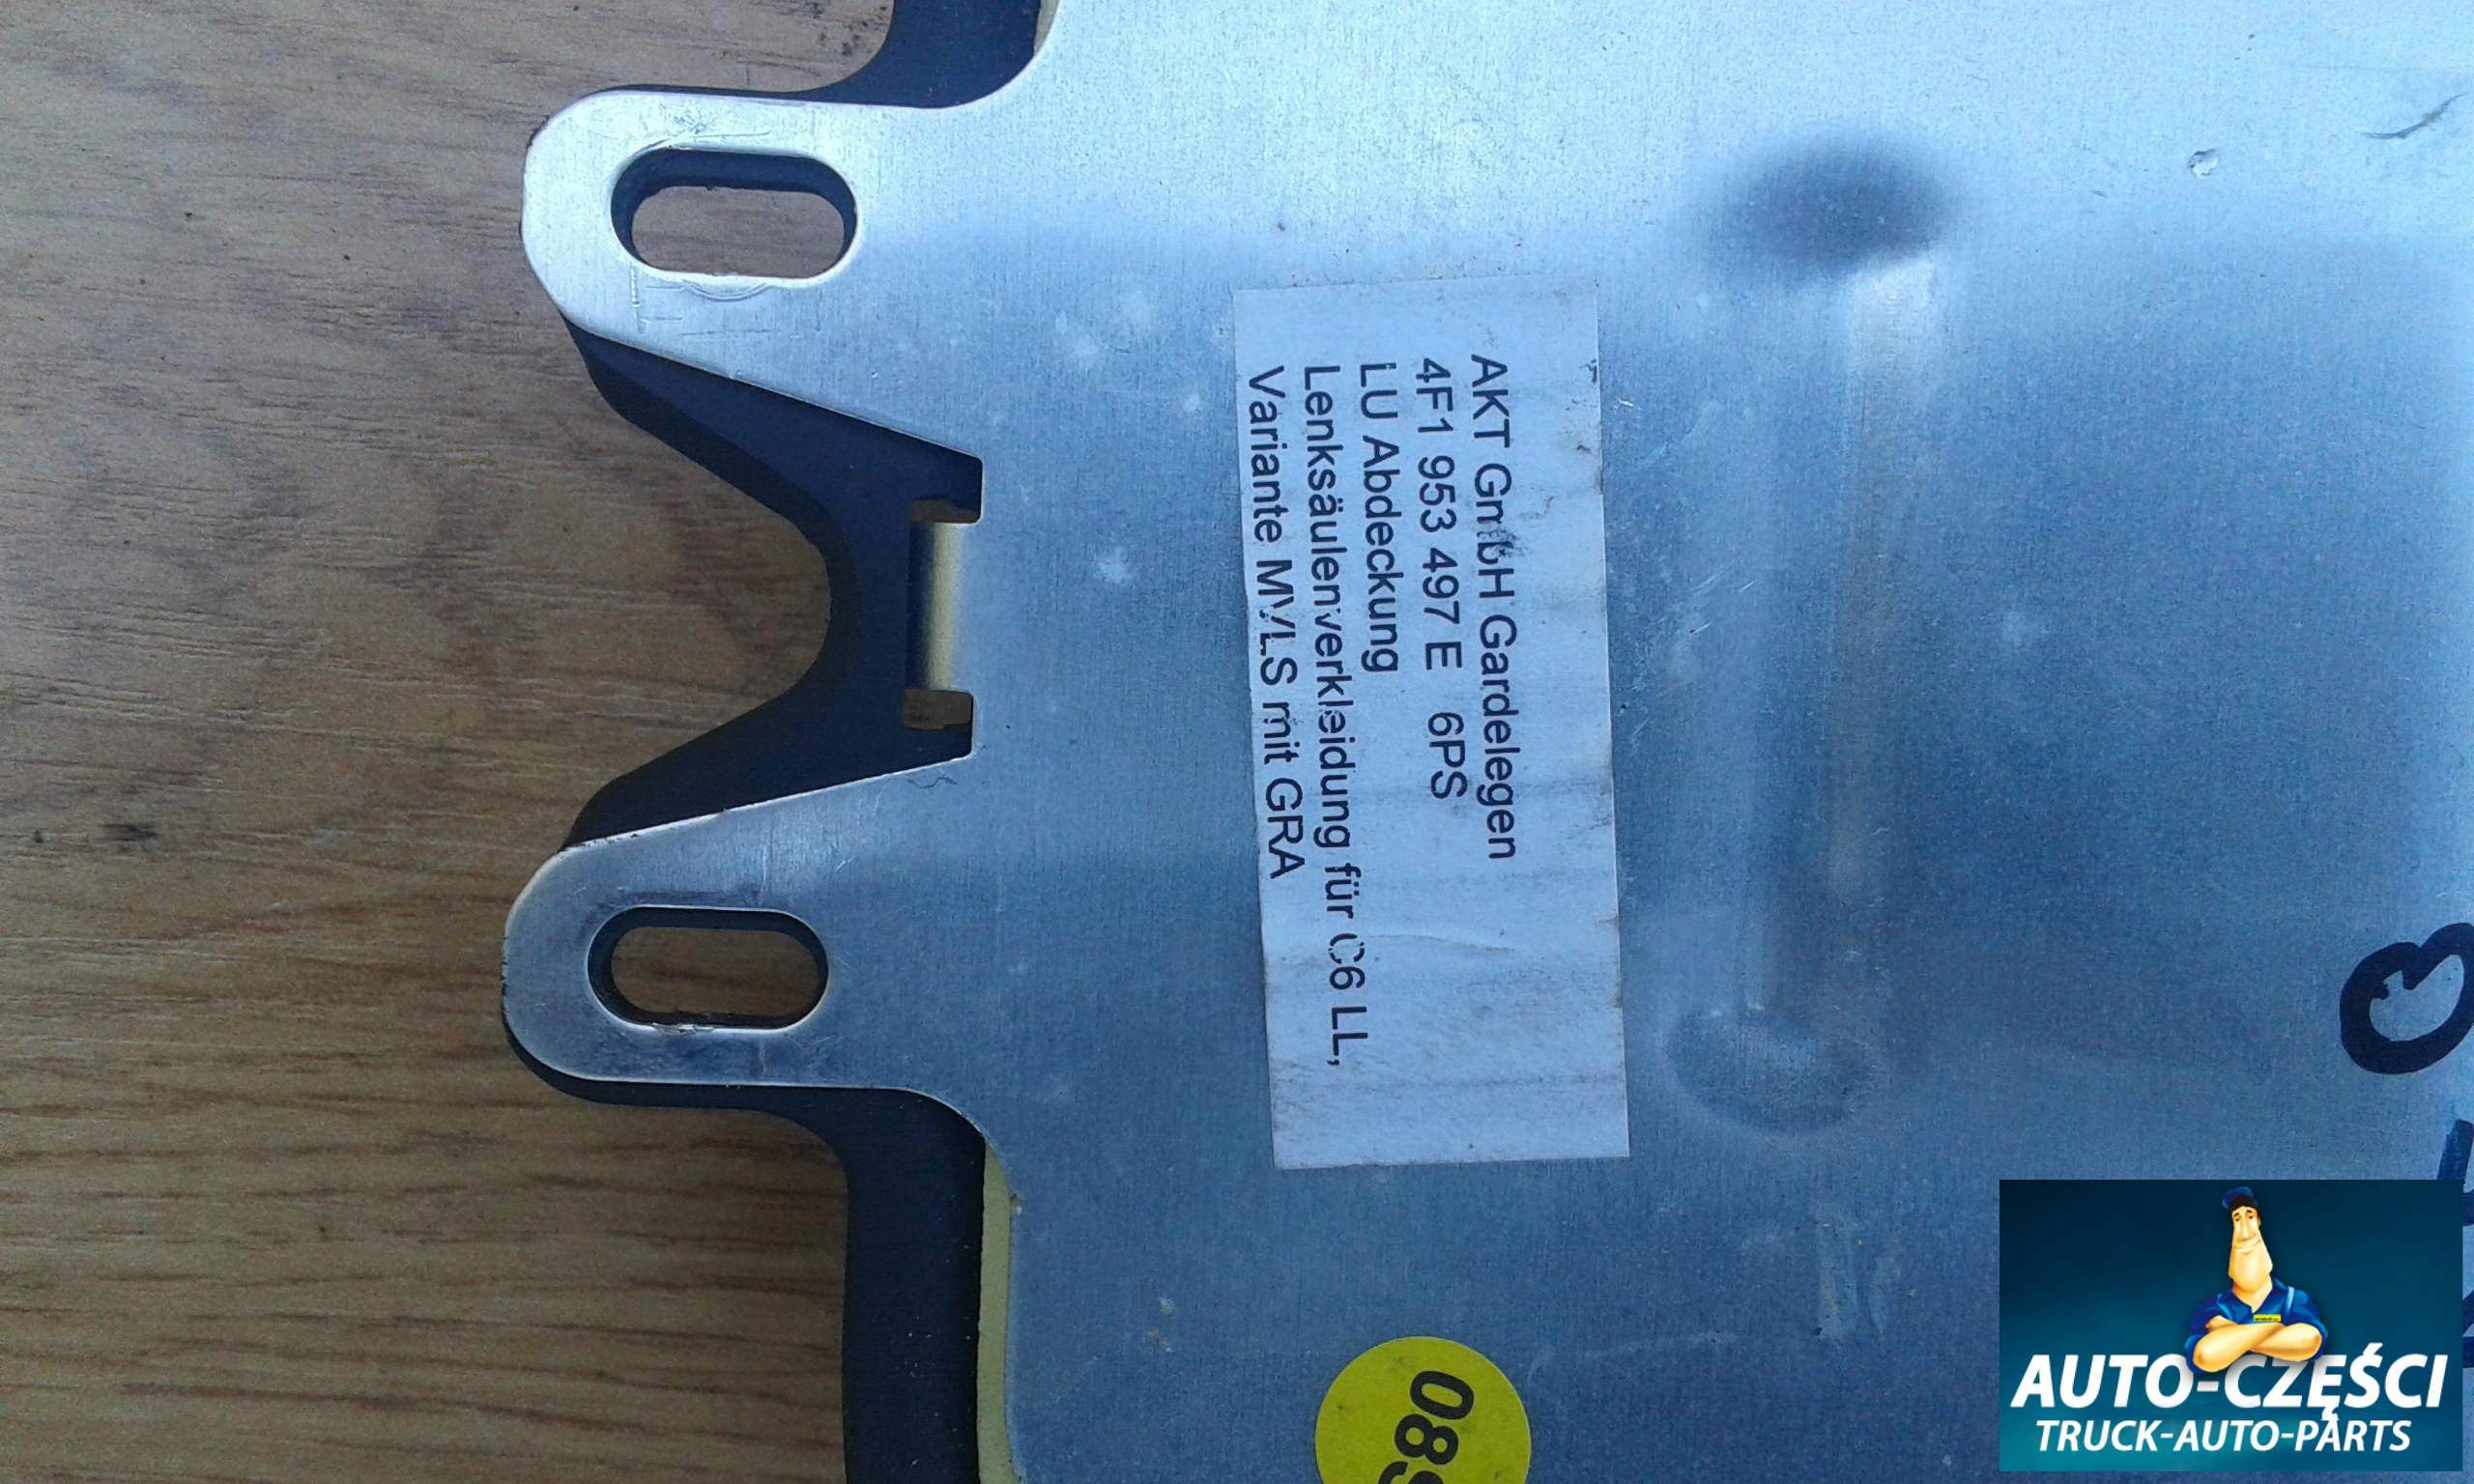 AKT GmbH Gardelegen
4F1 953 497 E 6PS
LU Abdeckung
Lenksäulenverkleidung für C6 LL,
Variante MVLS mit GRA
AUTO-CZĘŚCI
TRUCK-AUTO-PARTS